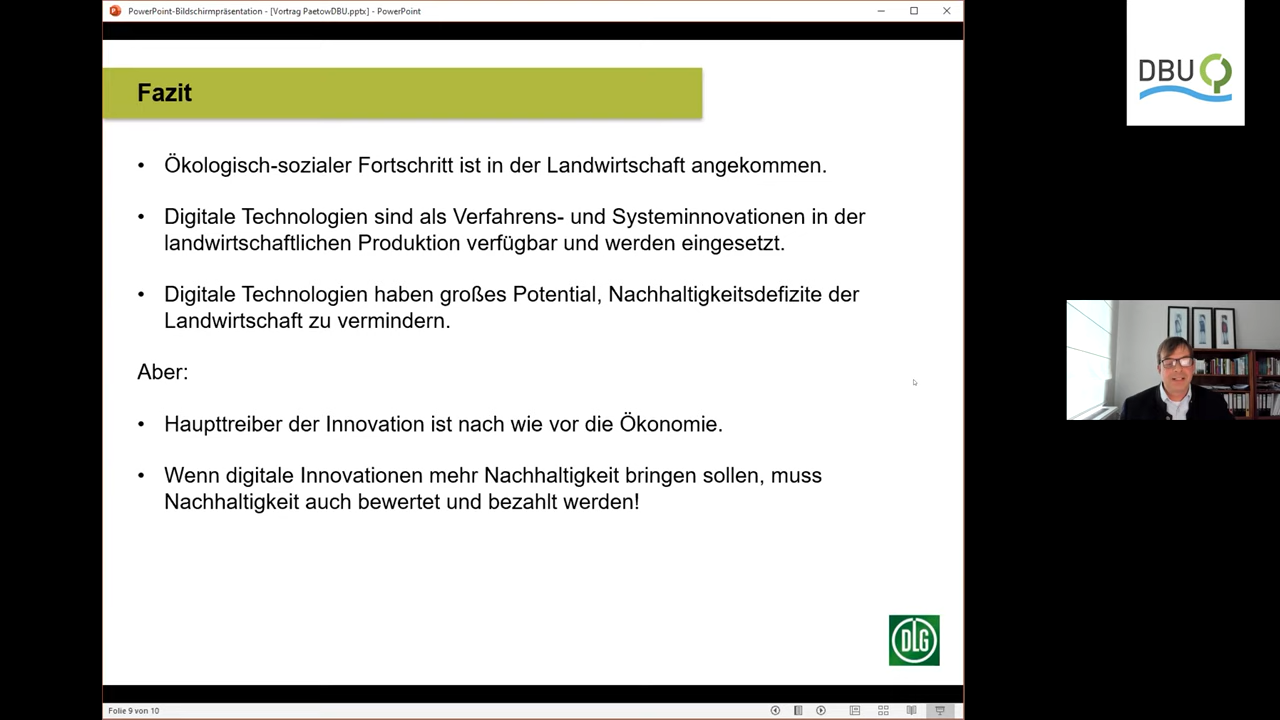 PowerPoint-Bildschirmpräsentation - [Vortrag PaetowDBU.pptx] - PowerPoint
DBU
Fazit
• Ökologisch-sozialer Fortschritt ist in der Landwirtschaft angekommen.
• Digitale Technologien sind als Verfahrens- und Systeminnovationen in der
landwirtschaftlichen Produktion verfügbar und werden eingesetzt.
• Digitale Technologien haben großes Potential, Nachhaltigkeitsdefizite der
Landwirtschaft zu vermindern.
Aber:
• Haupttreiber der Innovation ist nach wie vor die Ökonomie.
• Wenn digitale Innovationen mehr Nachhaltigkeit bringen sollen, muss
Nachhaltigkeit auch bewertet und bezahlt werden!
DLG
Folie 9 von 10